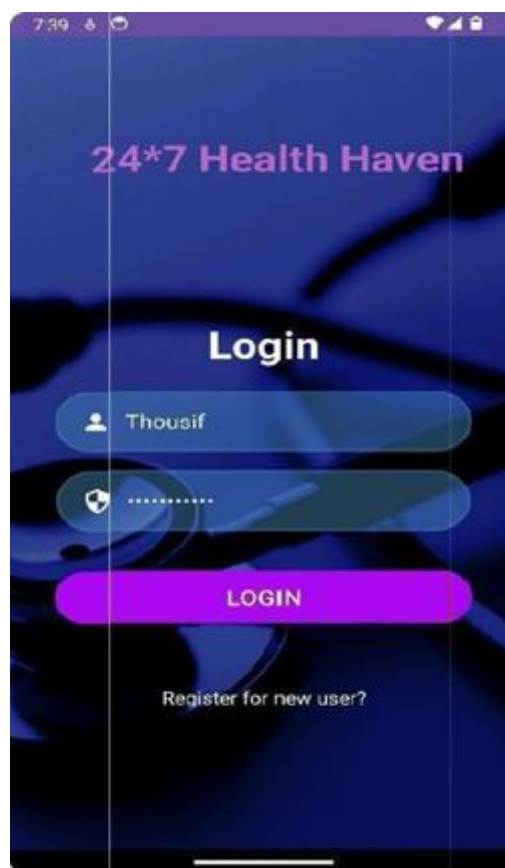 7:39
24*7 Health Haven
Login
Thousif
•••••••••••
LOGIN
Register for new user?